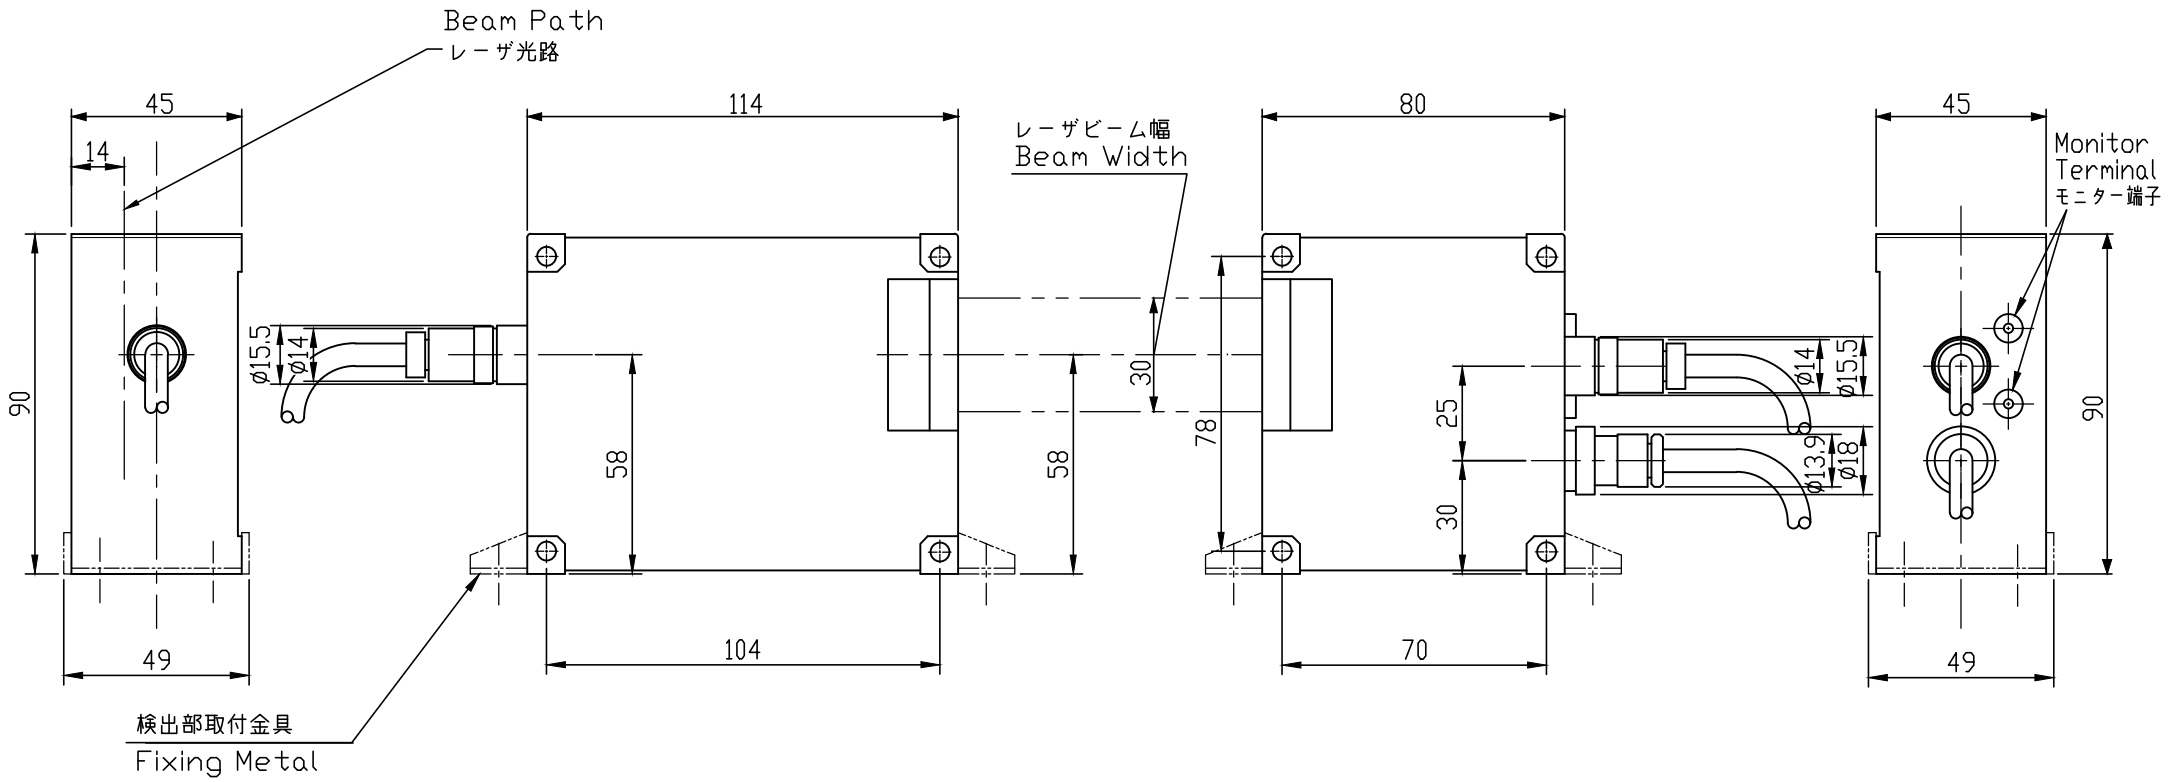 Beam Path
レーザ光路
45
14
90
49
114
ø15.5
ø14
58
104
検出部取付金具
Fixing Metal
レーザビーム幅
Beam Width
30
58
80
78
25
30
70
ø14
ø15.5
ø13.9
ø18
45
Monitor
Terminal
モニター端子
90
49